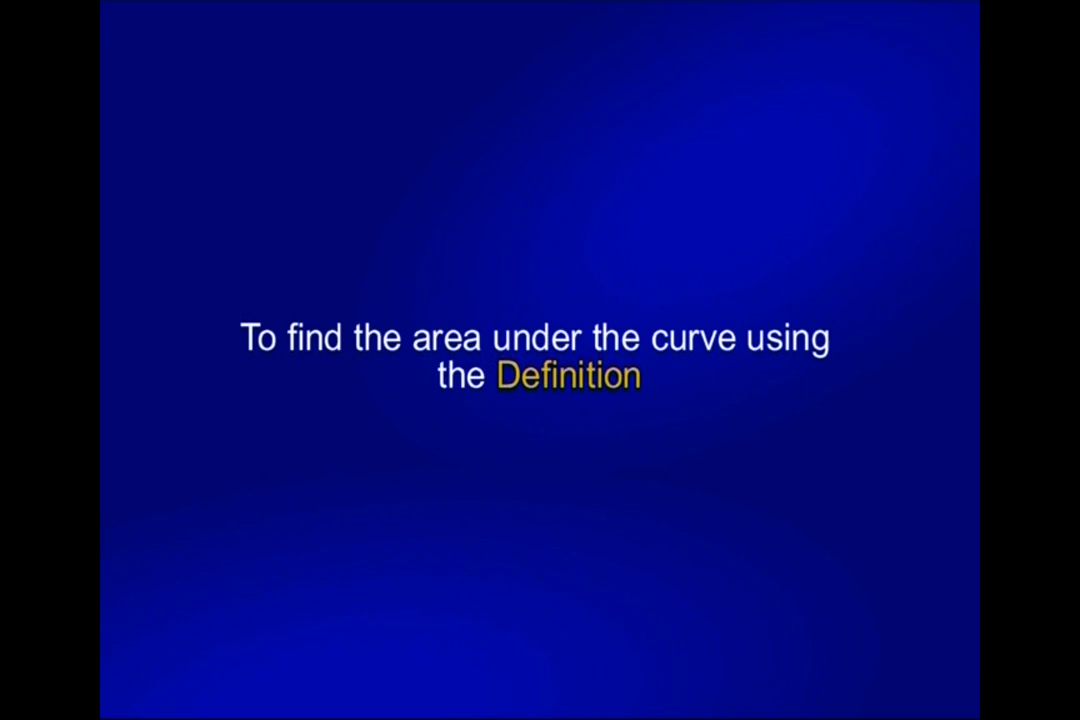 To find the area under the curve using
the Definition